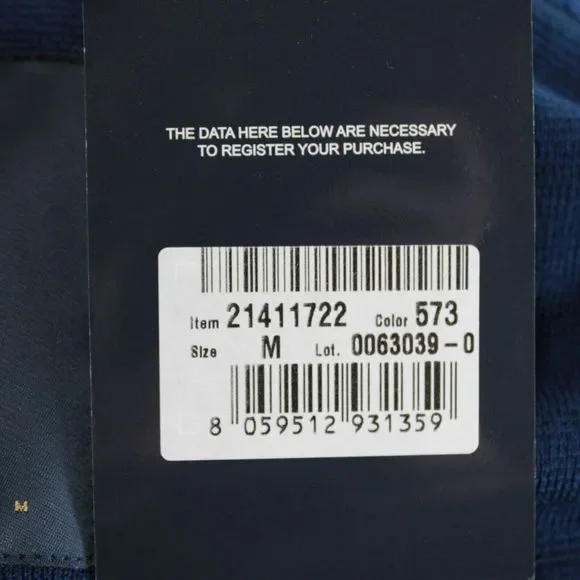 THE DATA HERE BELOW ARE NECESSARY
TO REGISTER YOUR PURCHASE.
Item 21411722 Color 573
Size M Lot. 0063039-0
8 059512 931359
M